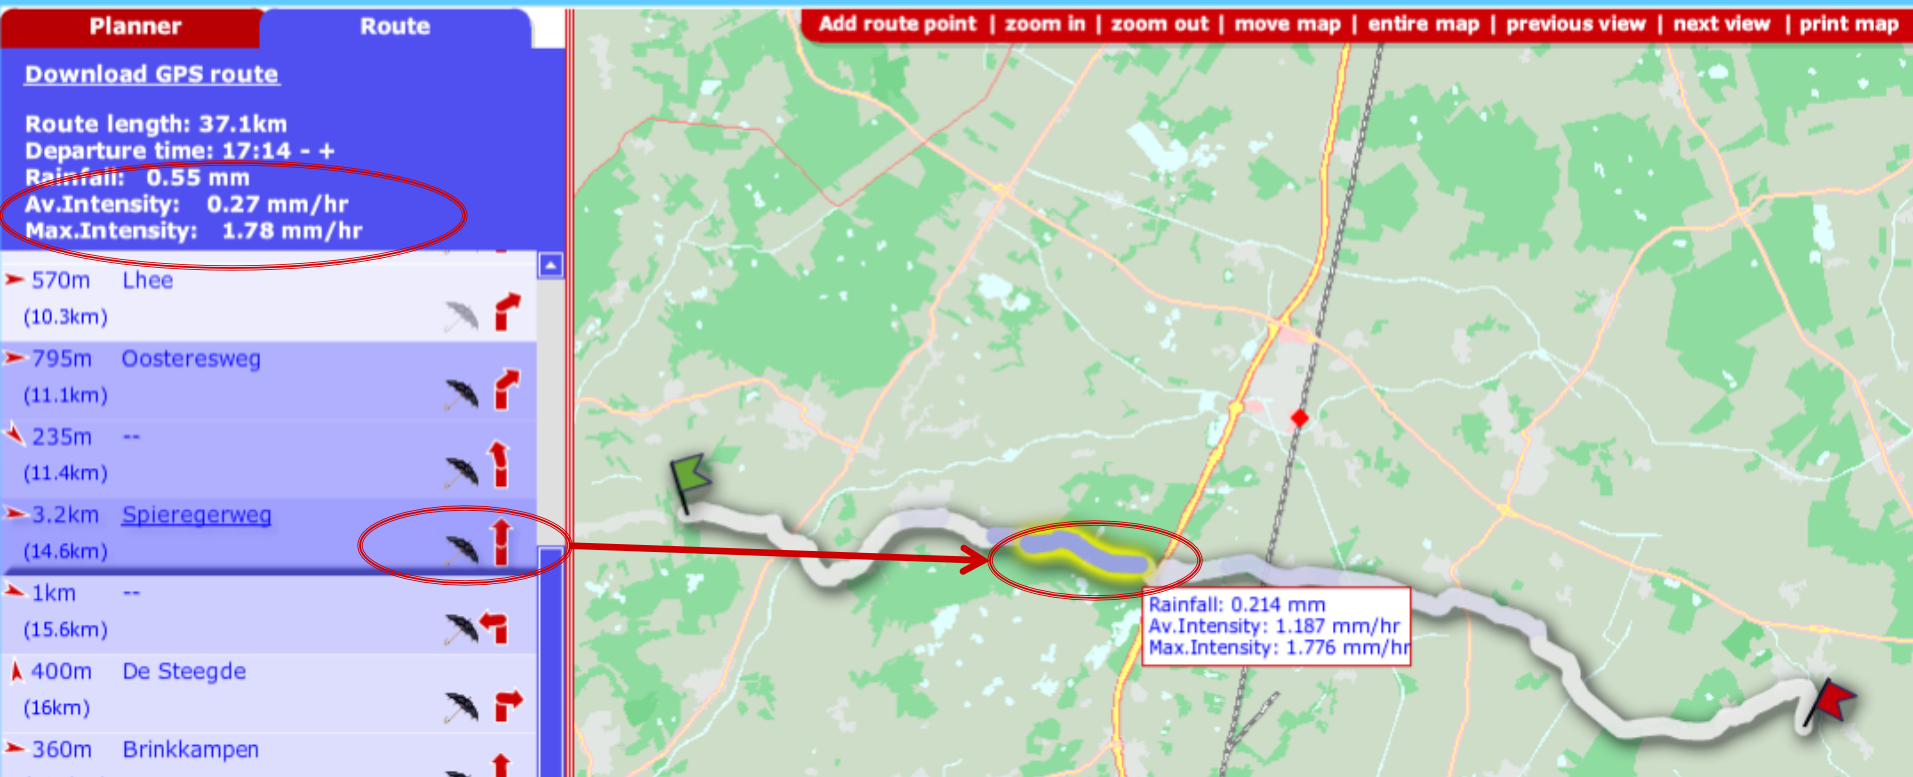 Planner
Route
Add route point | zoom in | zoom out | move map | entire map | previous view | next view | print map
Download GPS route
Route length: 37.1km
Departure time: 17:14 - +
Rainfall: 0.55 mm
Av.Intensity: 0.27 mm/hr
Max.Intensity: 1.78 mm/hr
570m Lhee
(10.3km)
795m Oosteresweg
(11.1km)
235m --
(11.4km)
3.2km Spieregerweg
(14.6km)
1km --
(15.6km)
400m De Steegde
(16km)
360m Brinkkampen
Rainfall: 0.214 mm
Av.Intensity: 1.187 mm/hr
Max.Intensity: 1.776 mm/hr